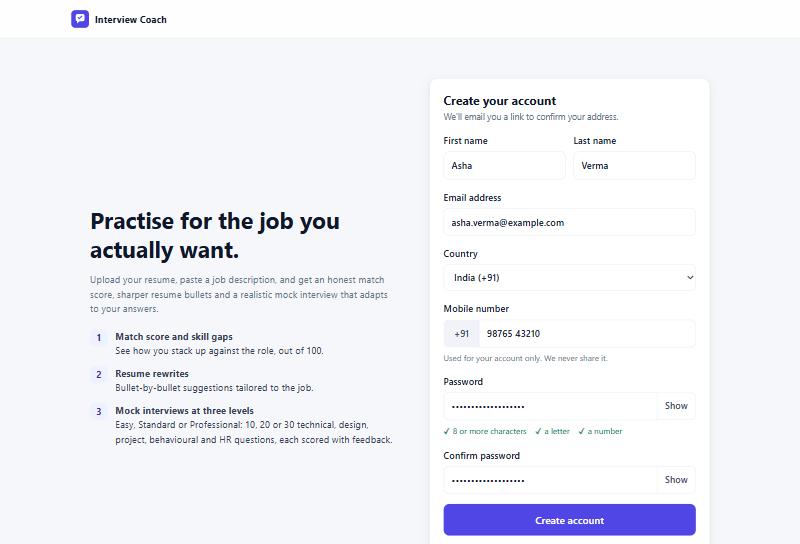 Interview Coach
Practise for the job you
actually want.
Upload your resume, paste a job description, and get an honest match
score, sharper resume bullets and a realistic mock interview that adapts
to your answers.
1 Match score and skill gaps
See how you stack up against the role, out of 100.
2 Resume rewrites
Bullet-by-bullet suggestions tailored to the job.
3 Mock interviews at three levels
Easy, Standard or Professional: 10, 20 or 30 technical, design,
project, behavioural and HR questions, each scored with feedback.
Create your account
We'll email you a link to confirm your address.
First name Last name
Asha Verma
Email address
asha.verma@example.com
Country
India (+91)
Mobile number
+91 98765 43210
Used for your account only. We never share it.
Password
••••••••••••••••••• Show
✓ 8 or more characters ✓ a letter ✓ a number
Confirm password
••••••••••••••••••• Show
Create account